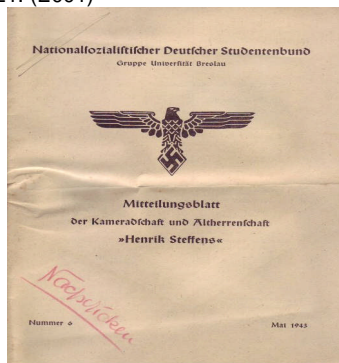 Nationalſozialiſtiſcher Deutſcher Studentenbund
Gruppe Univerſität Breslau
Mitteilungsblatt
der Kameradſchaft und Altherrenſchaft
»Henrik Steffens«
Nummer 6
Mai 1943